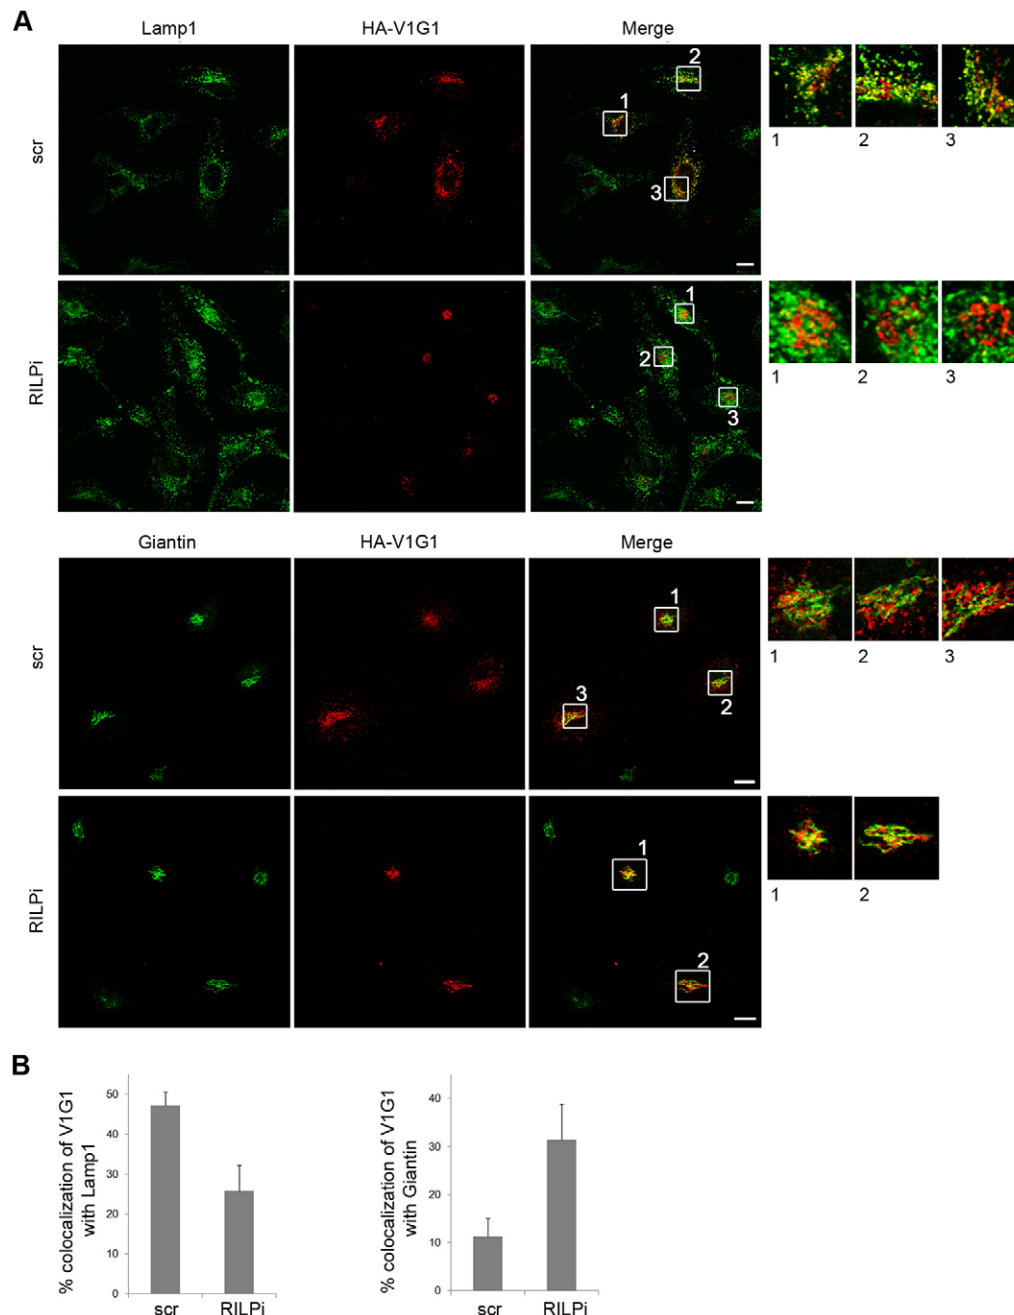 A
Lamp1 HA-V1G1 Merge
scr
1
2
3
1 2 3
RILPi
1
2
3
1 2 3
Giantin HA-V1G1 Merge
scr
1
2
3
1 2 3
RILPi
1
2
1 2
B
% colocalization of V1G1
with Lamp1
50
40
30
20
10
0
scr RILPi
% colocalization of V1G1
with Giantin
40
30
20
10
0
scr RILPi